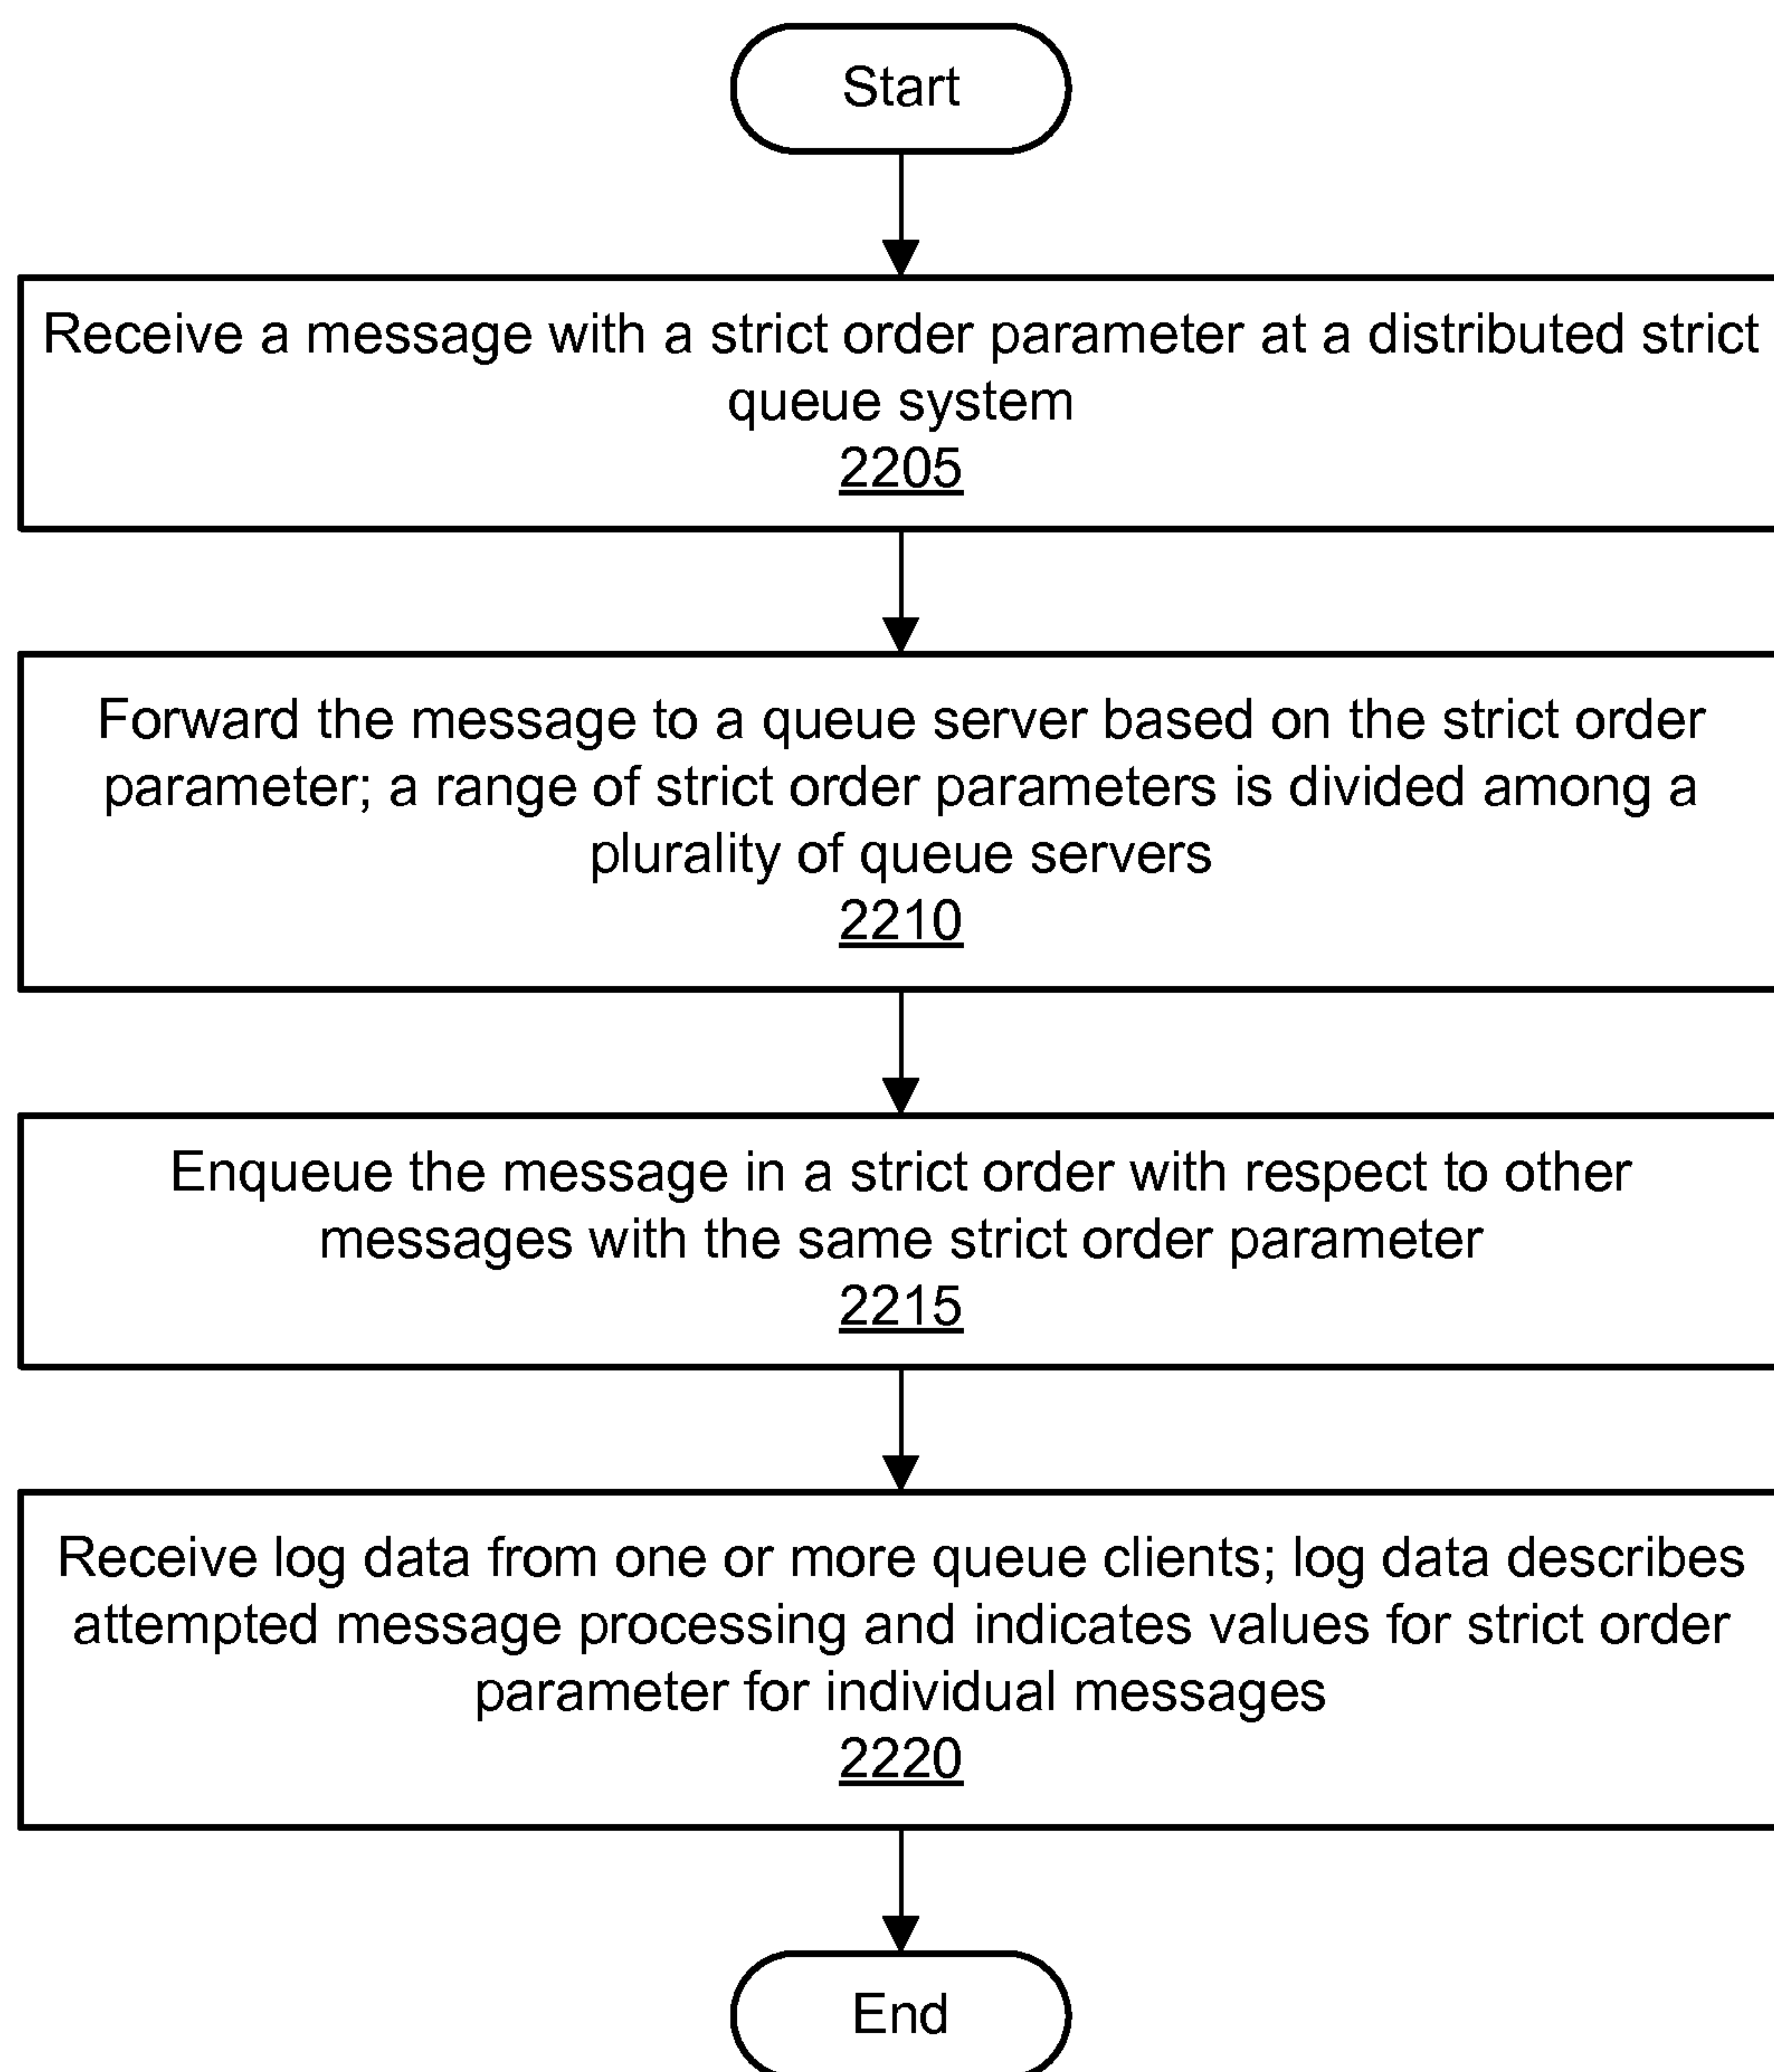 Start
Receive a message with a strict order parameter at a distributed strict
queue system
2205
Forward the message to a queue server based on the strict order
parameter; a range of strict order parameters is divided among a
plurality of queue servers
2210
Enqueue the message in a strict order with respect to other
messages with the same strict order parameter
2215
Receive log data from one or more queue clients; log data describes
attempted message processing and indicates values for strict order
parameter for individual messages
2220
End